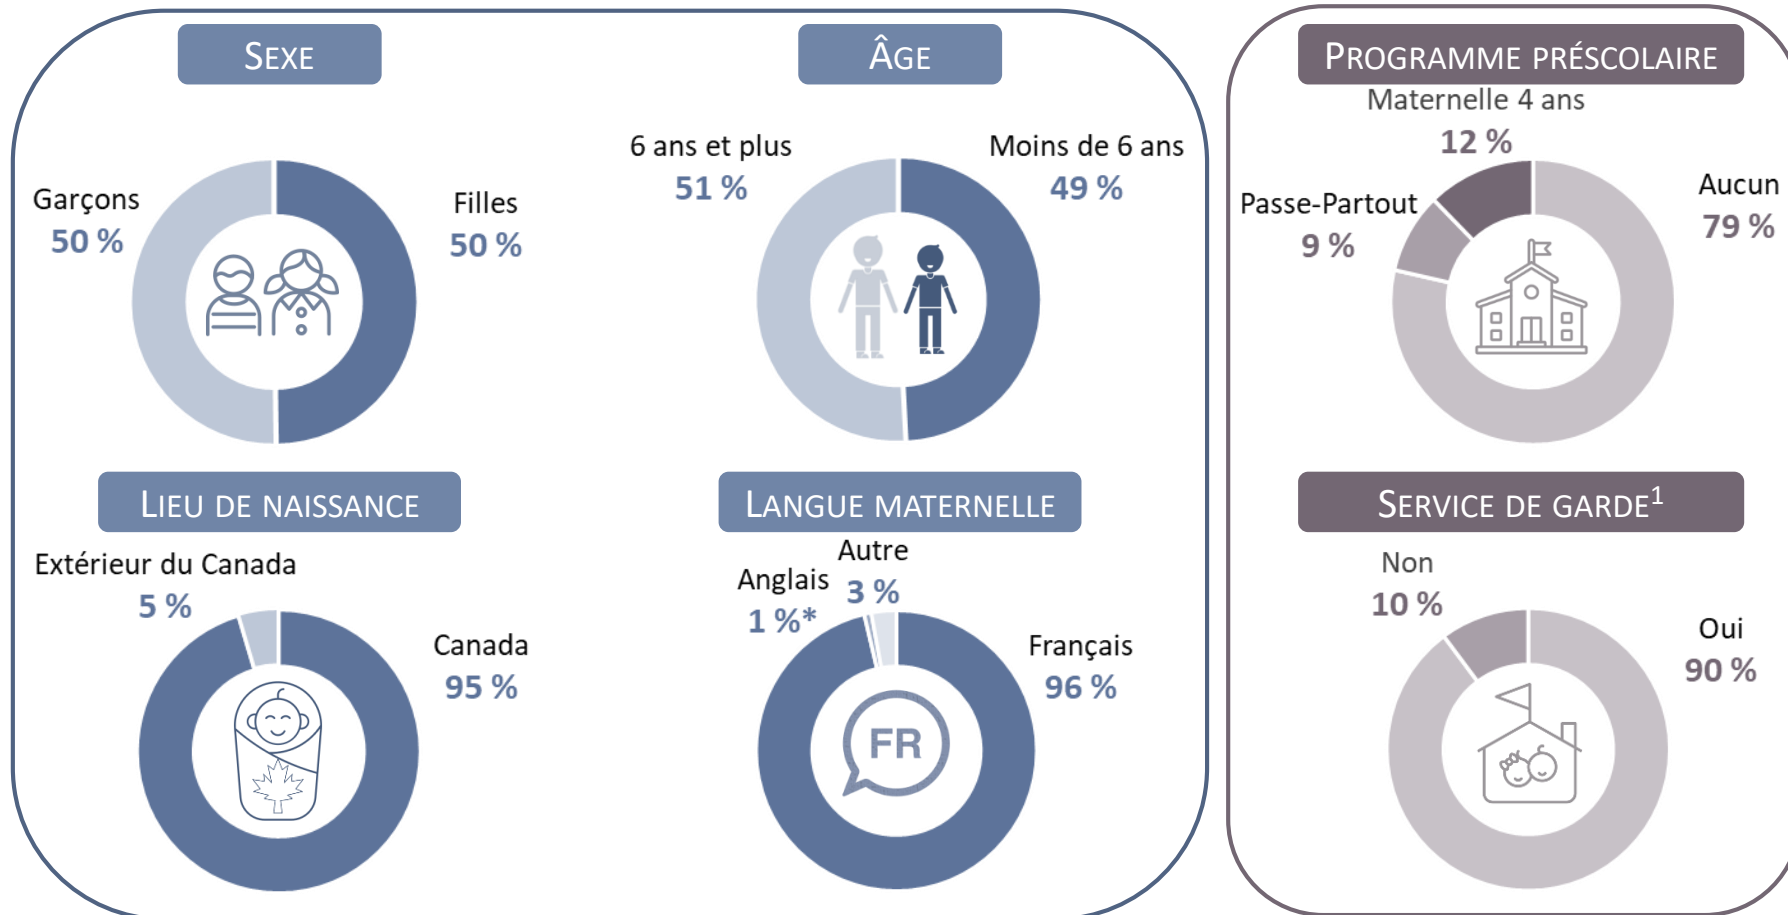 SEXE
Garçons
50 %
Filles
50 %
ÂGE
6 ans et plus
51 %
Moins de 6 ans
49 %
LIEU DE NAISSANCE
Extérieur du Canada
5 %
Canada
95 %
LANGUE MATERNELLE
Autre
3 %
Anglais
1 %*
Français
96 %
FR
PROGRAMME PRÉSCOLAIRE
Maternelle 4 ans
12 %
Passe-Partout
9 %
Aucun
79 %
SERVICE DE GARDE¹
Non
10 %
Oui
90 %